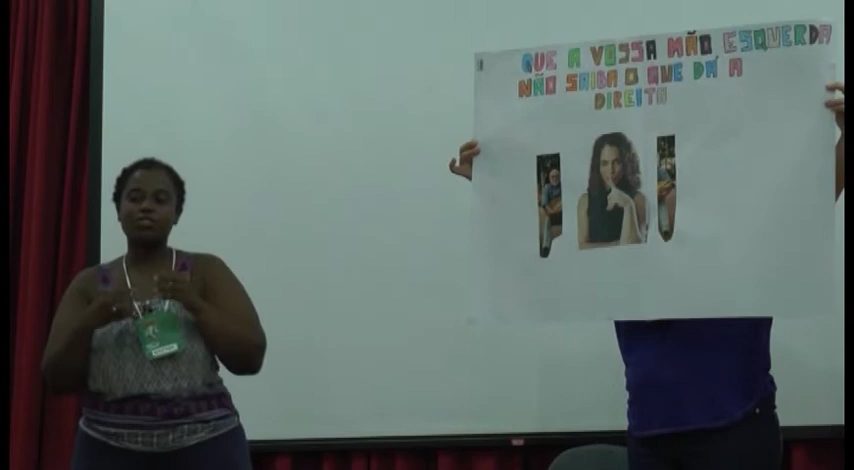 QUE A VOSSA MÃO ESQUERDA
NÃO SAIBA O QUE DÁ A
DIREITA